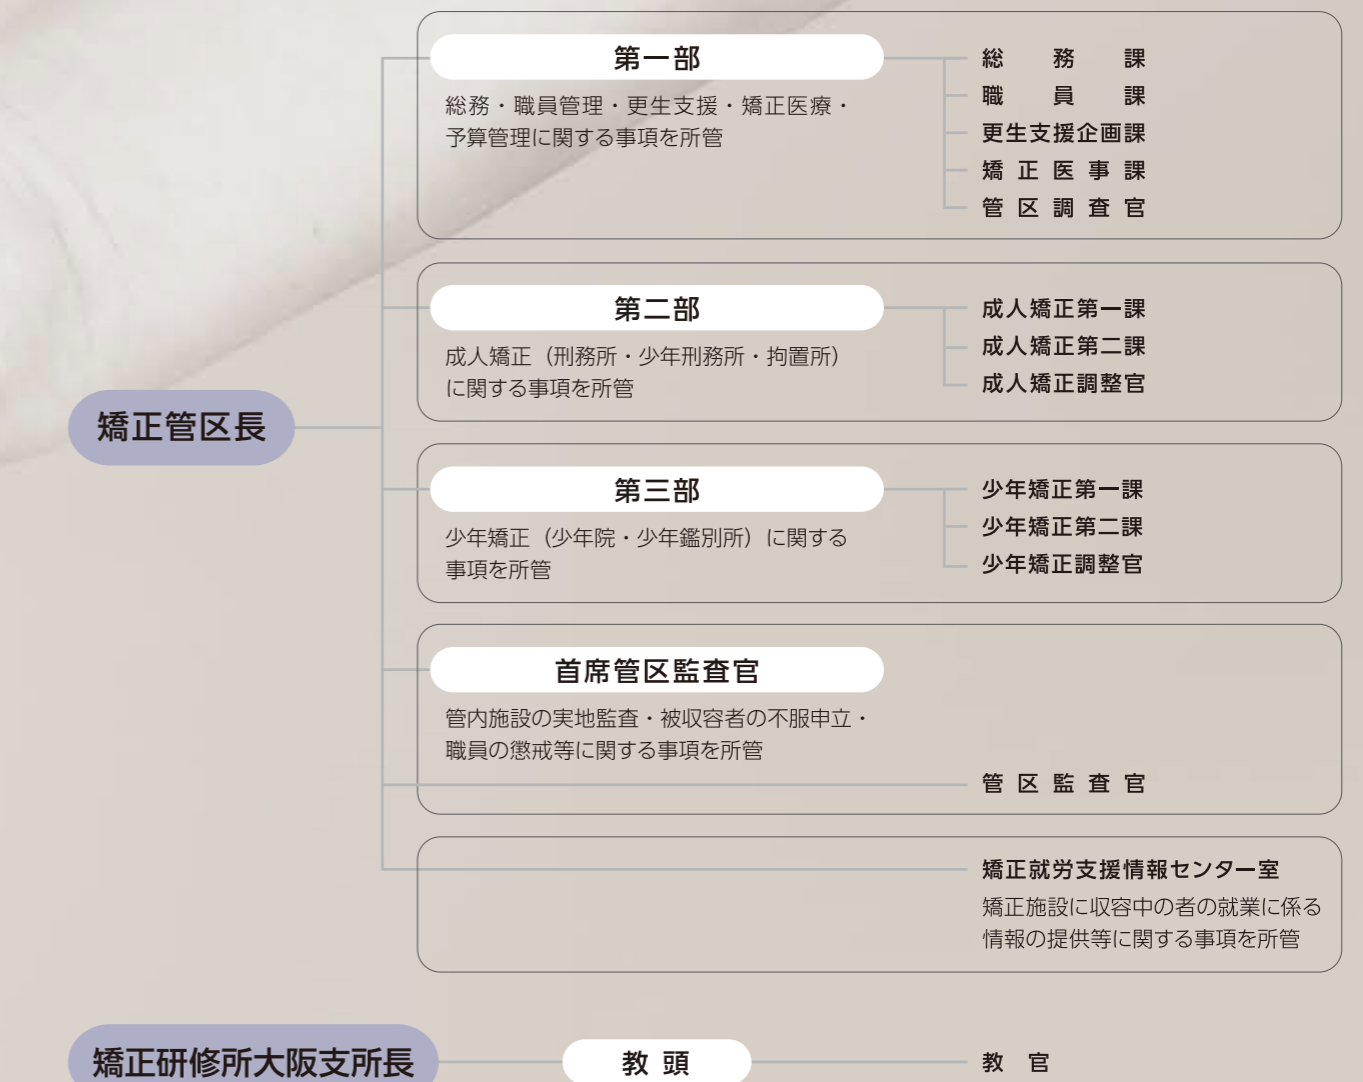 矯正管区長
第一部
総務・職員管理・更生支援・矯正医療・
予算管理に関する事項を所管
総務課
職員課
更生支援企画課
矯正医事課
管区調査官
第二部
成人矯正（刑務所・少年刑務所・拘置所）
に関する事項を所管
成人矯正第一課
成人矯正第二課
成人矯正調整官
第三部
少年矯正（少年院・少年鑑別所）に関する
事項を所管
少年矯正第一課
少年矯正第二課
少年矯正調整官
首席管区監査官
管内施設の実地監査・被収容者の不服申立・
職員の懲戒等に関する事項を所管
管区監査官
矯正就労支援情報センター室
矯正施設に収容中の者の就業に係る
情報の提供等に関する事項を所管
矯正研修所大阪支所長
教頭
教官